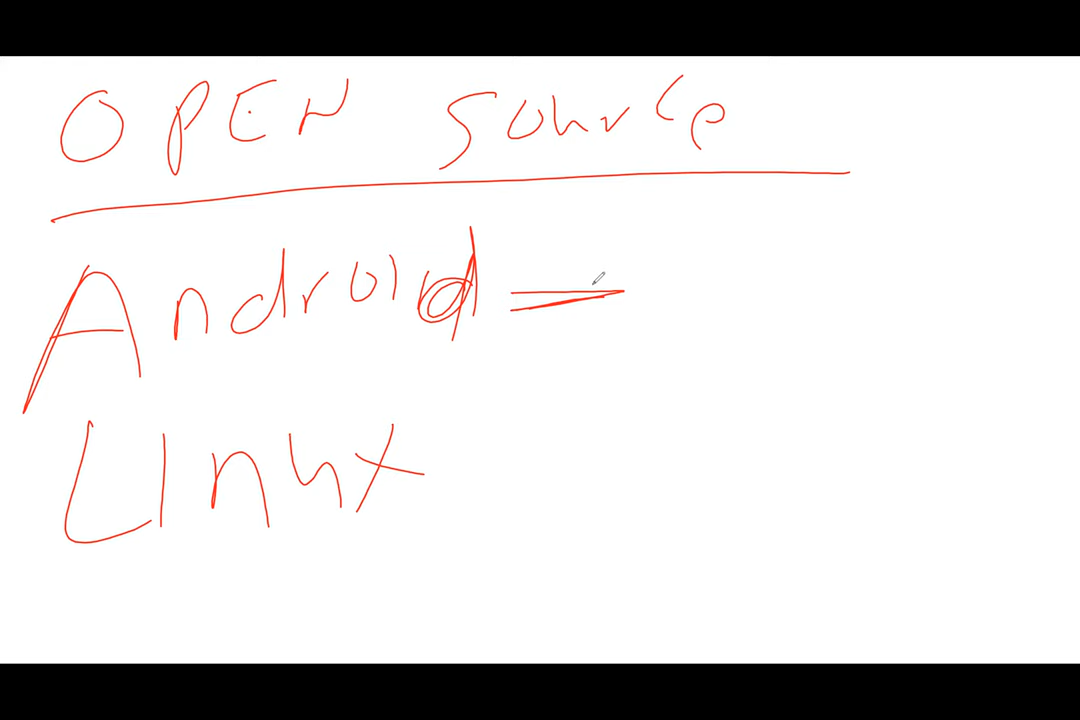 OPEN Source
Android =
Linux